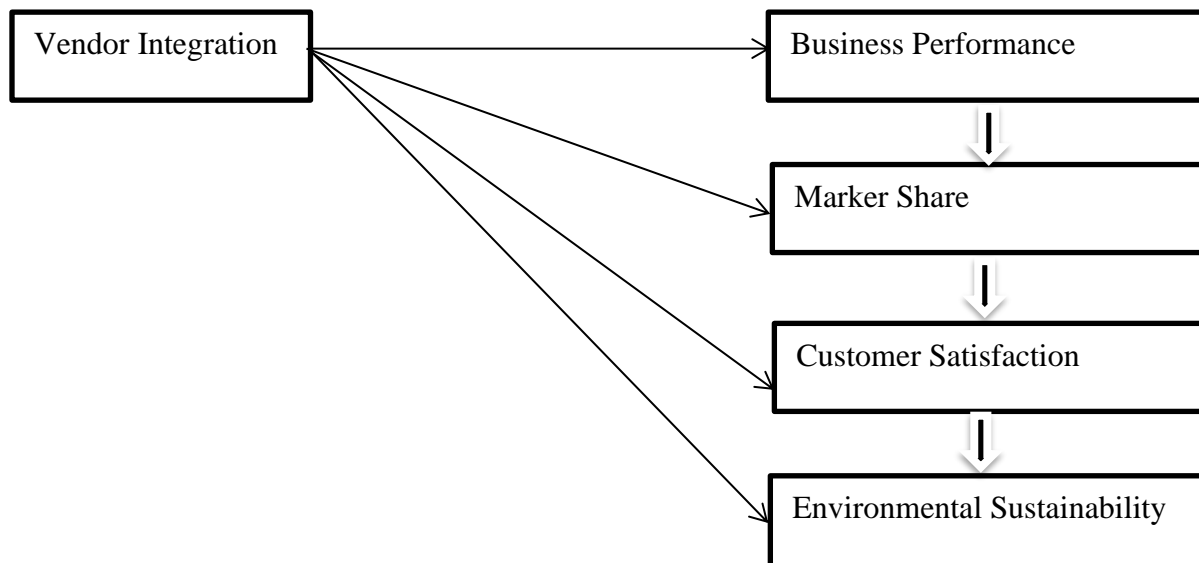 Vendor Integration
Business Performance
Marker Share
Customer Satisfaction
Environmental Sustainability